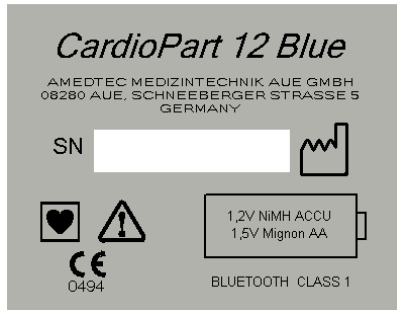 CardioPart 12 Blue
AMEDTEC MEDIZINTECHNIK AUE GMBH
08280 AUE, SCHNEEBERGER STRASSE 5
GERMANY
SN
1,2V NiMH ACCU
1,5V Mignon AA
CE
0494
BLUETOOTH CLASS 1